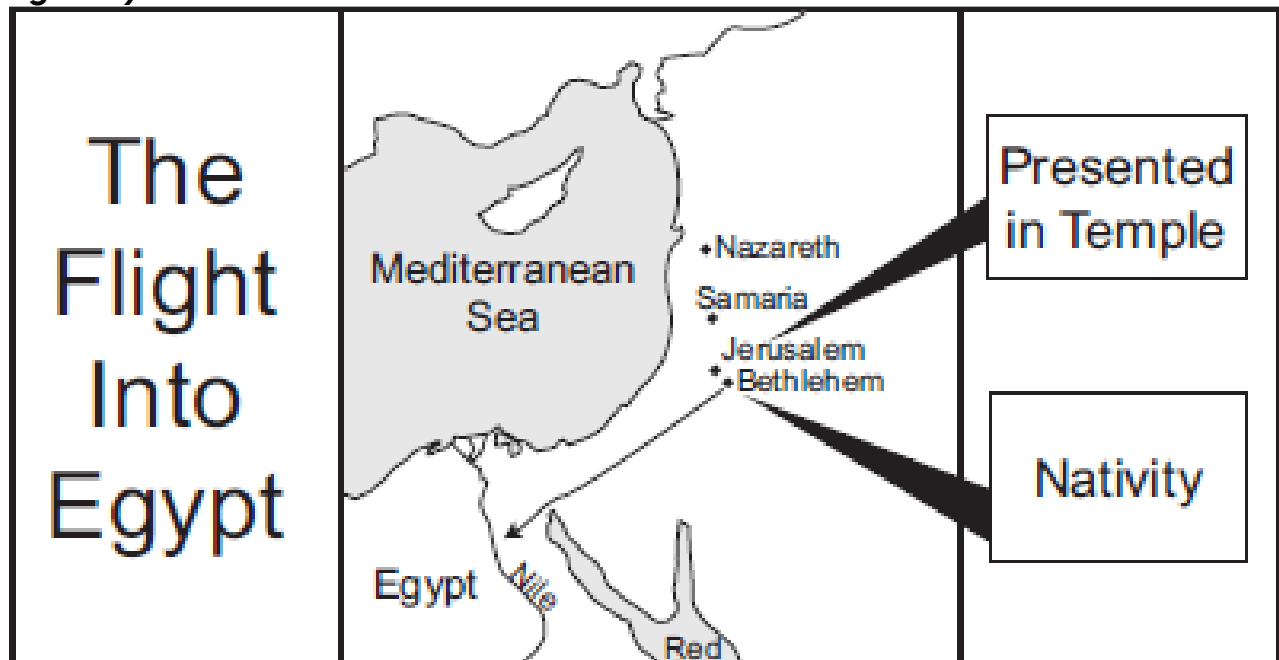 The
Flight
Into
Egypt
Mediterranean
Sea
Nazareth
Samaria
Jerusalem
Bethlehem
Egypt
Nile
Red
Presented
in Temple
Nativity